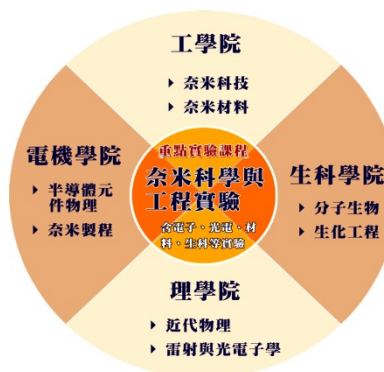 工學院
▸ 奈米科技
▸ 奈米材料
電機學院
▸ 半導體元
件物理
▸ 奈米製程
重點實驗課程
奈米科學與
工程實驗
含電子、光電、材
料、生科等實驗
生科學院
▸ 分子生物
▸ 生化工程
理學院
▸ 近代物理
▸ 雷射與光電子學